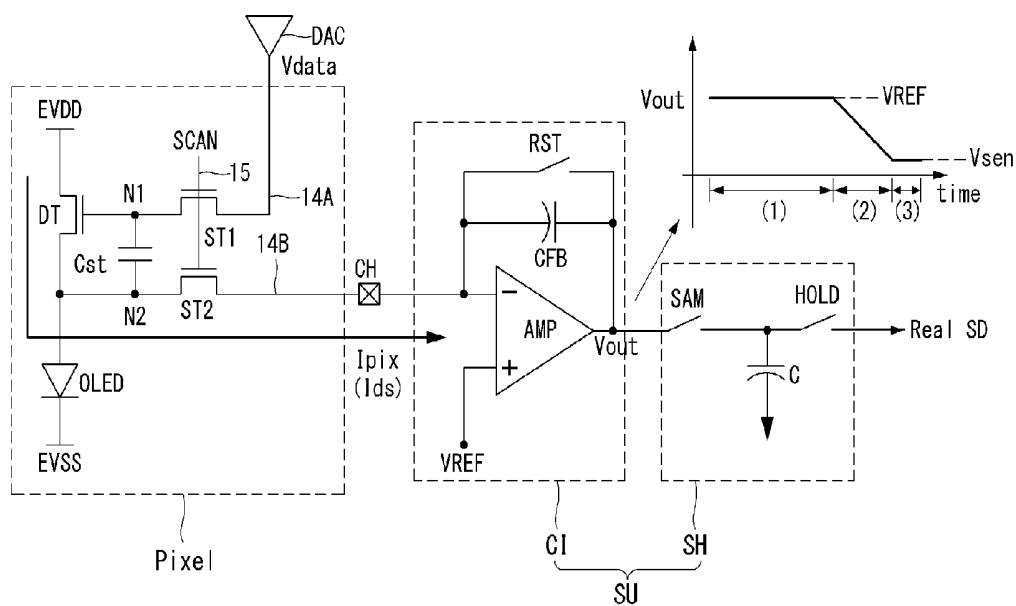 DAC
Vdata
EVDD
SCAN
15
N1
14A
DT
ST1
14B
Cst
CH
N2
ST2
OLED
Ipix
(Ids)
EVSS
Pixel
RST
CFB
AMP
Vout
VREF
CI
Vout
VREF
Vsen
time
(1)
(2)
(3)
SAM
HOLD
C
Real SD
SH
SU